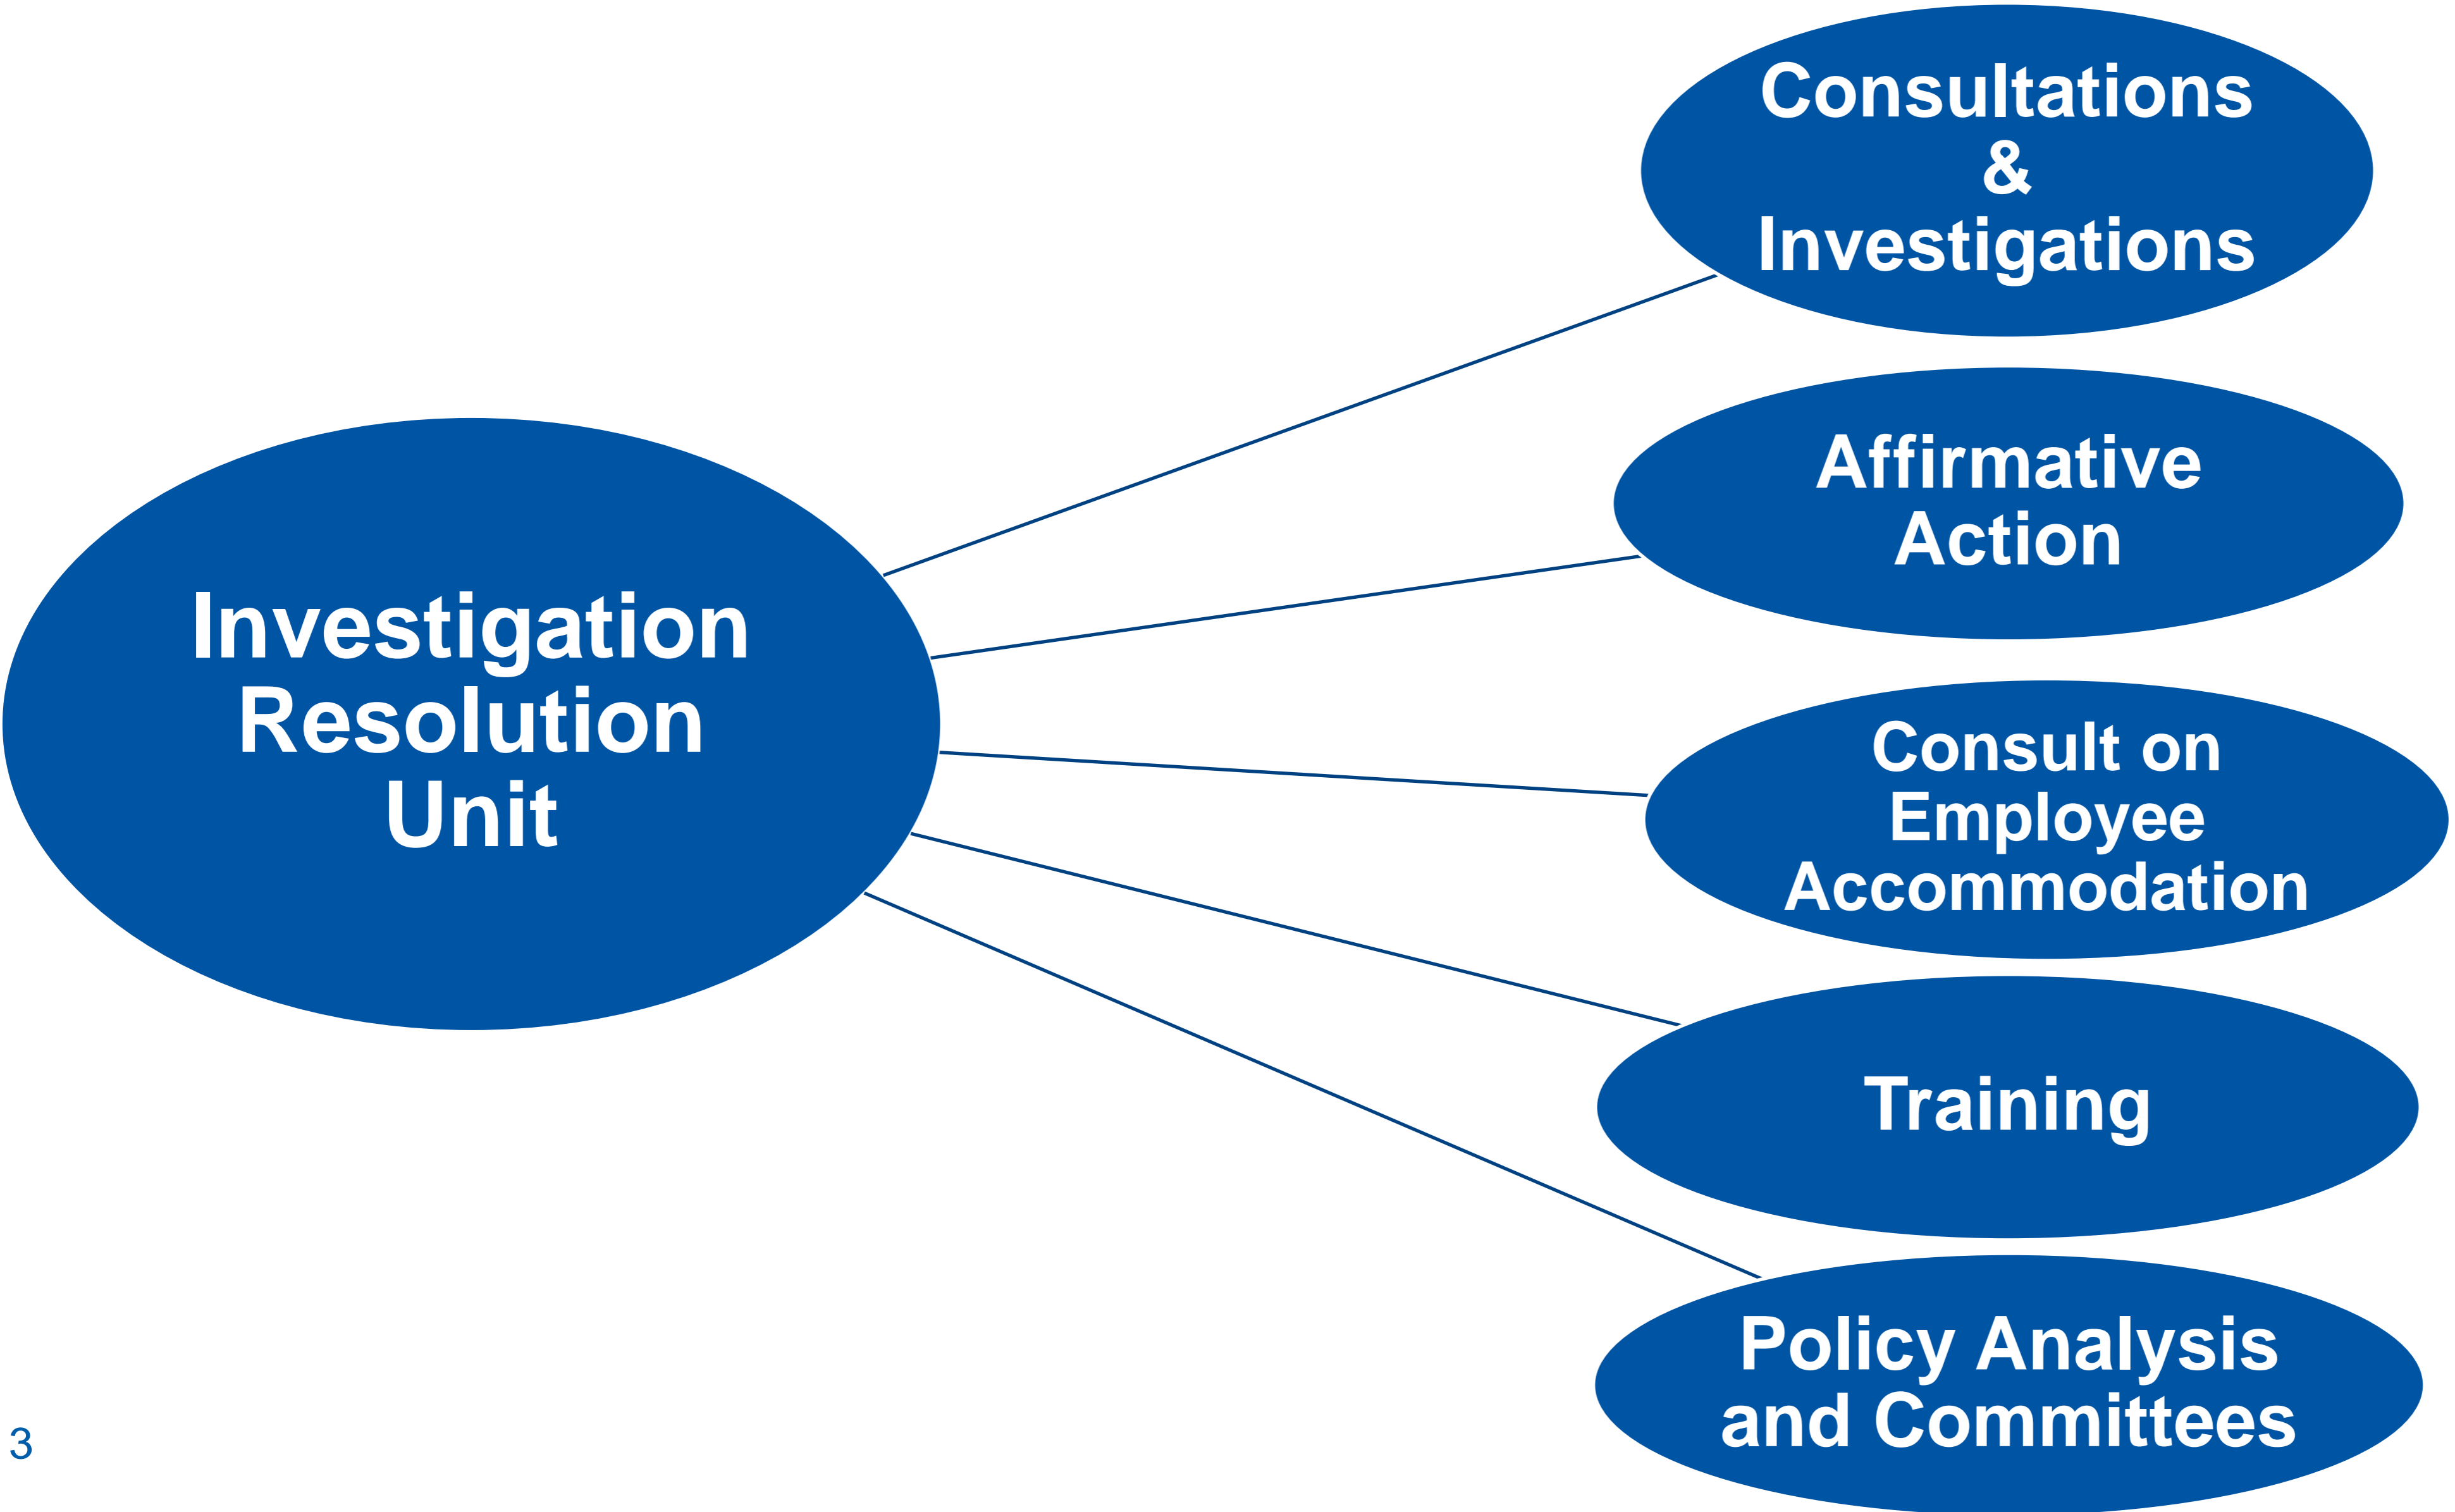 Investigation
Resolution
Unit
Consultations
&
Investigations
Affirmative
Action
Consult on
Employee
Accommodation
Training
Policy Analysis
and Committees
3